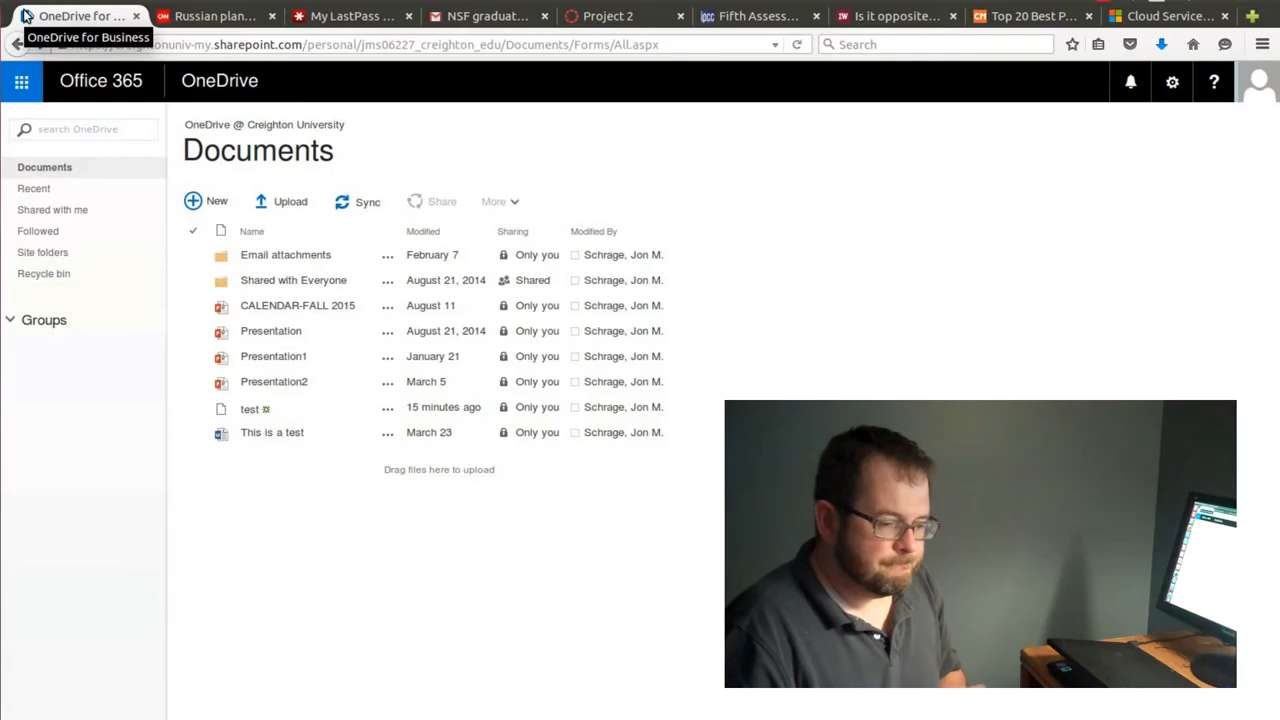 OneDrive for ...
Russian plan...
My LastPass ...
NSF graduat...
Project 2
Fifth Assess...
Is it opposite...
Top 20 Best P...
Cloud Service...
OneDrive for Business
univ-my.sharepoint.com/personal/jms06227_creighton_edu/Documents/Forms/All.aspx
Search
Office 365
OneDrive
search OneDrive
Documents
Recent
Shared with me
Followed
Site folders
Recycle bin
Groups
OneDrive @ Creighton University
Documents
New Upload Sync Share More
Name Modified Sharing Modified By
Email attachments ... February 7 Only you Schrage, Jon M.
Shared with Everyone ... August 21, 2014 Shared Schrage, Jon M.
CALENDAR-FALL 2015 ... August 11 Only you Schrage, Jon M.
Presentation ... August 21, 2014 Only you Schrage, Jon M.
Presentation1 ... January 21 Only you Schrage, Jon M.
Presentation2 ... March 5 Only you Schrage, Jon M.
test ... 15 minutes ago Only you Schrage, Jon M.
This is a test ... March 23 Only you Schrage, Jon M.
Drag files here to upload